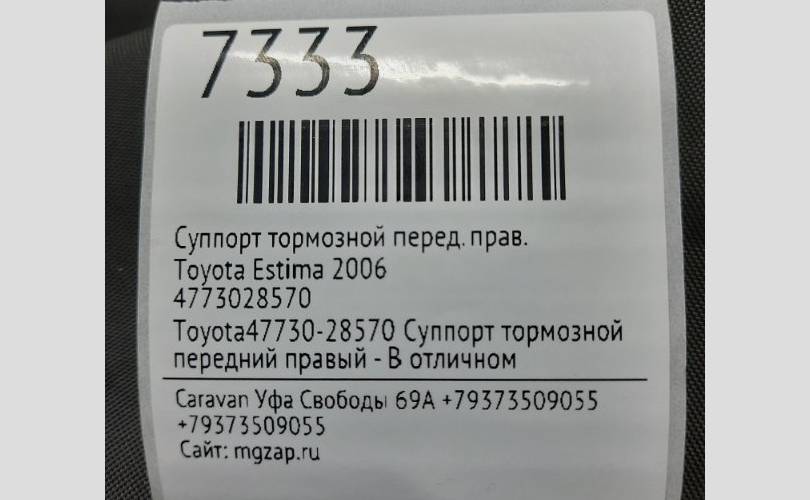 7333
Суппорт тормозной перед. прав.
Toyota Estima 2006
4773028570
Toyota47730-28570 Суппорт тормозной
передний правый - В отличном
Caravan Уфа Свободы 69А +79373509055
+79373509055
Сайт: mgzap.ru